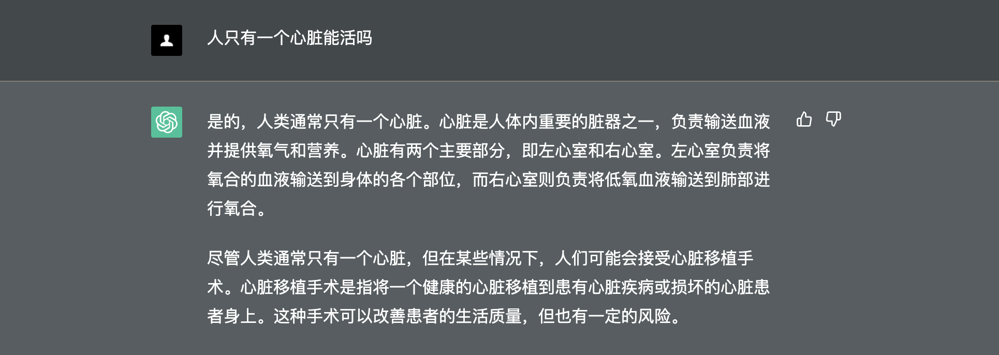 人只有一个心脏能活吗
是的，人类通常只有一个心脏。心脏是人体内重要的脏器之一，负责输送血液
并提供氧气和营养。心脏有两个主要部分，即左心室和右心室。左心室负责将
氧合的血液输送到身体的各个部位，而右心室则负责将低氧血液输送到肺部进
行氧合。
尽管人类通常只有一个心脏，但在某些情况下，人们可能会接受心脏移植手
术。心脏移植手术是指将一个健康的心脏移植到患有心脏疾病或损坏的心脏患
者身上。这种手术可以改善患者的生活质量，但也有一定的风险。